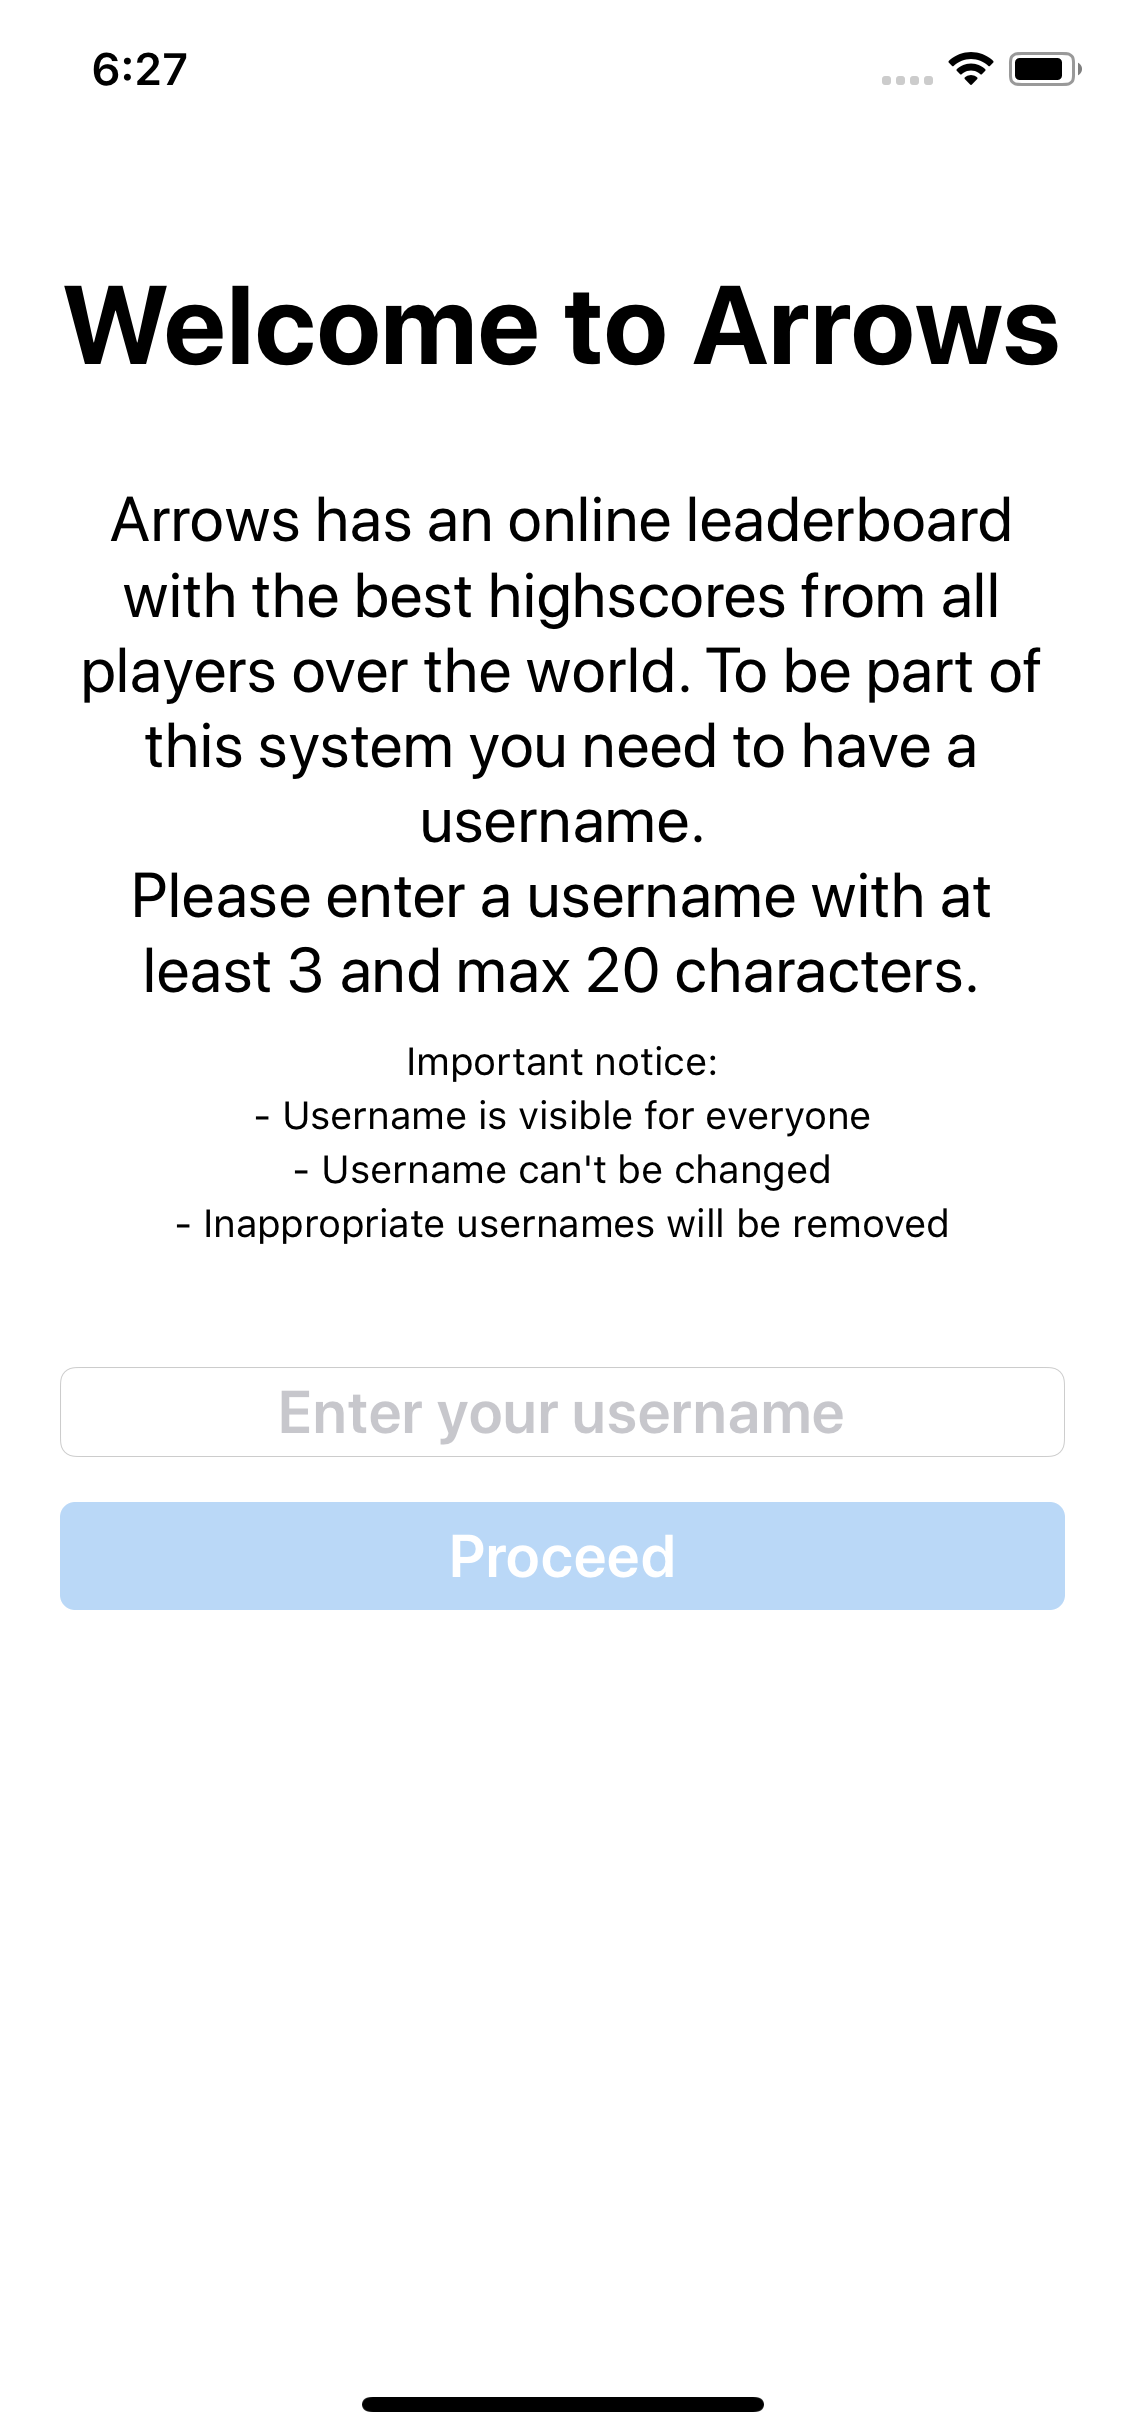 6:27
Welcome to Arrows
Arrows has an online leaderboard
with the best highscores from all
players over the world. To be part of
this system you need to have a
username.
Please enter a username with at
least 3 and max 20 characters.
Important notice:
- Username is visible for everyone
- Username can't be changed
- Inappropriate usernames will be removed
Enter your username
Proceed